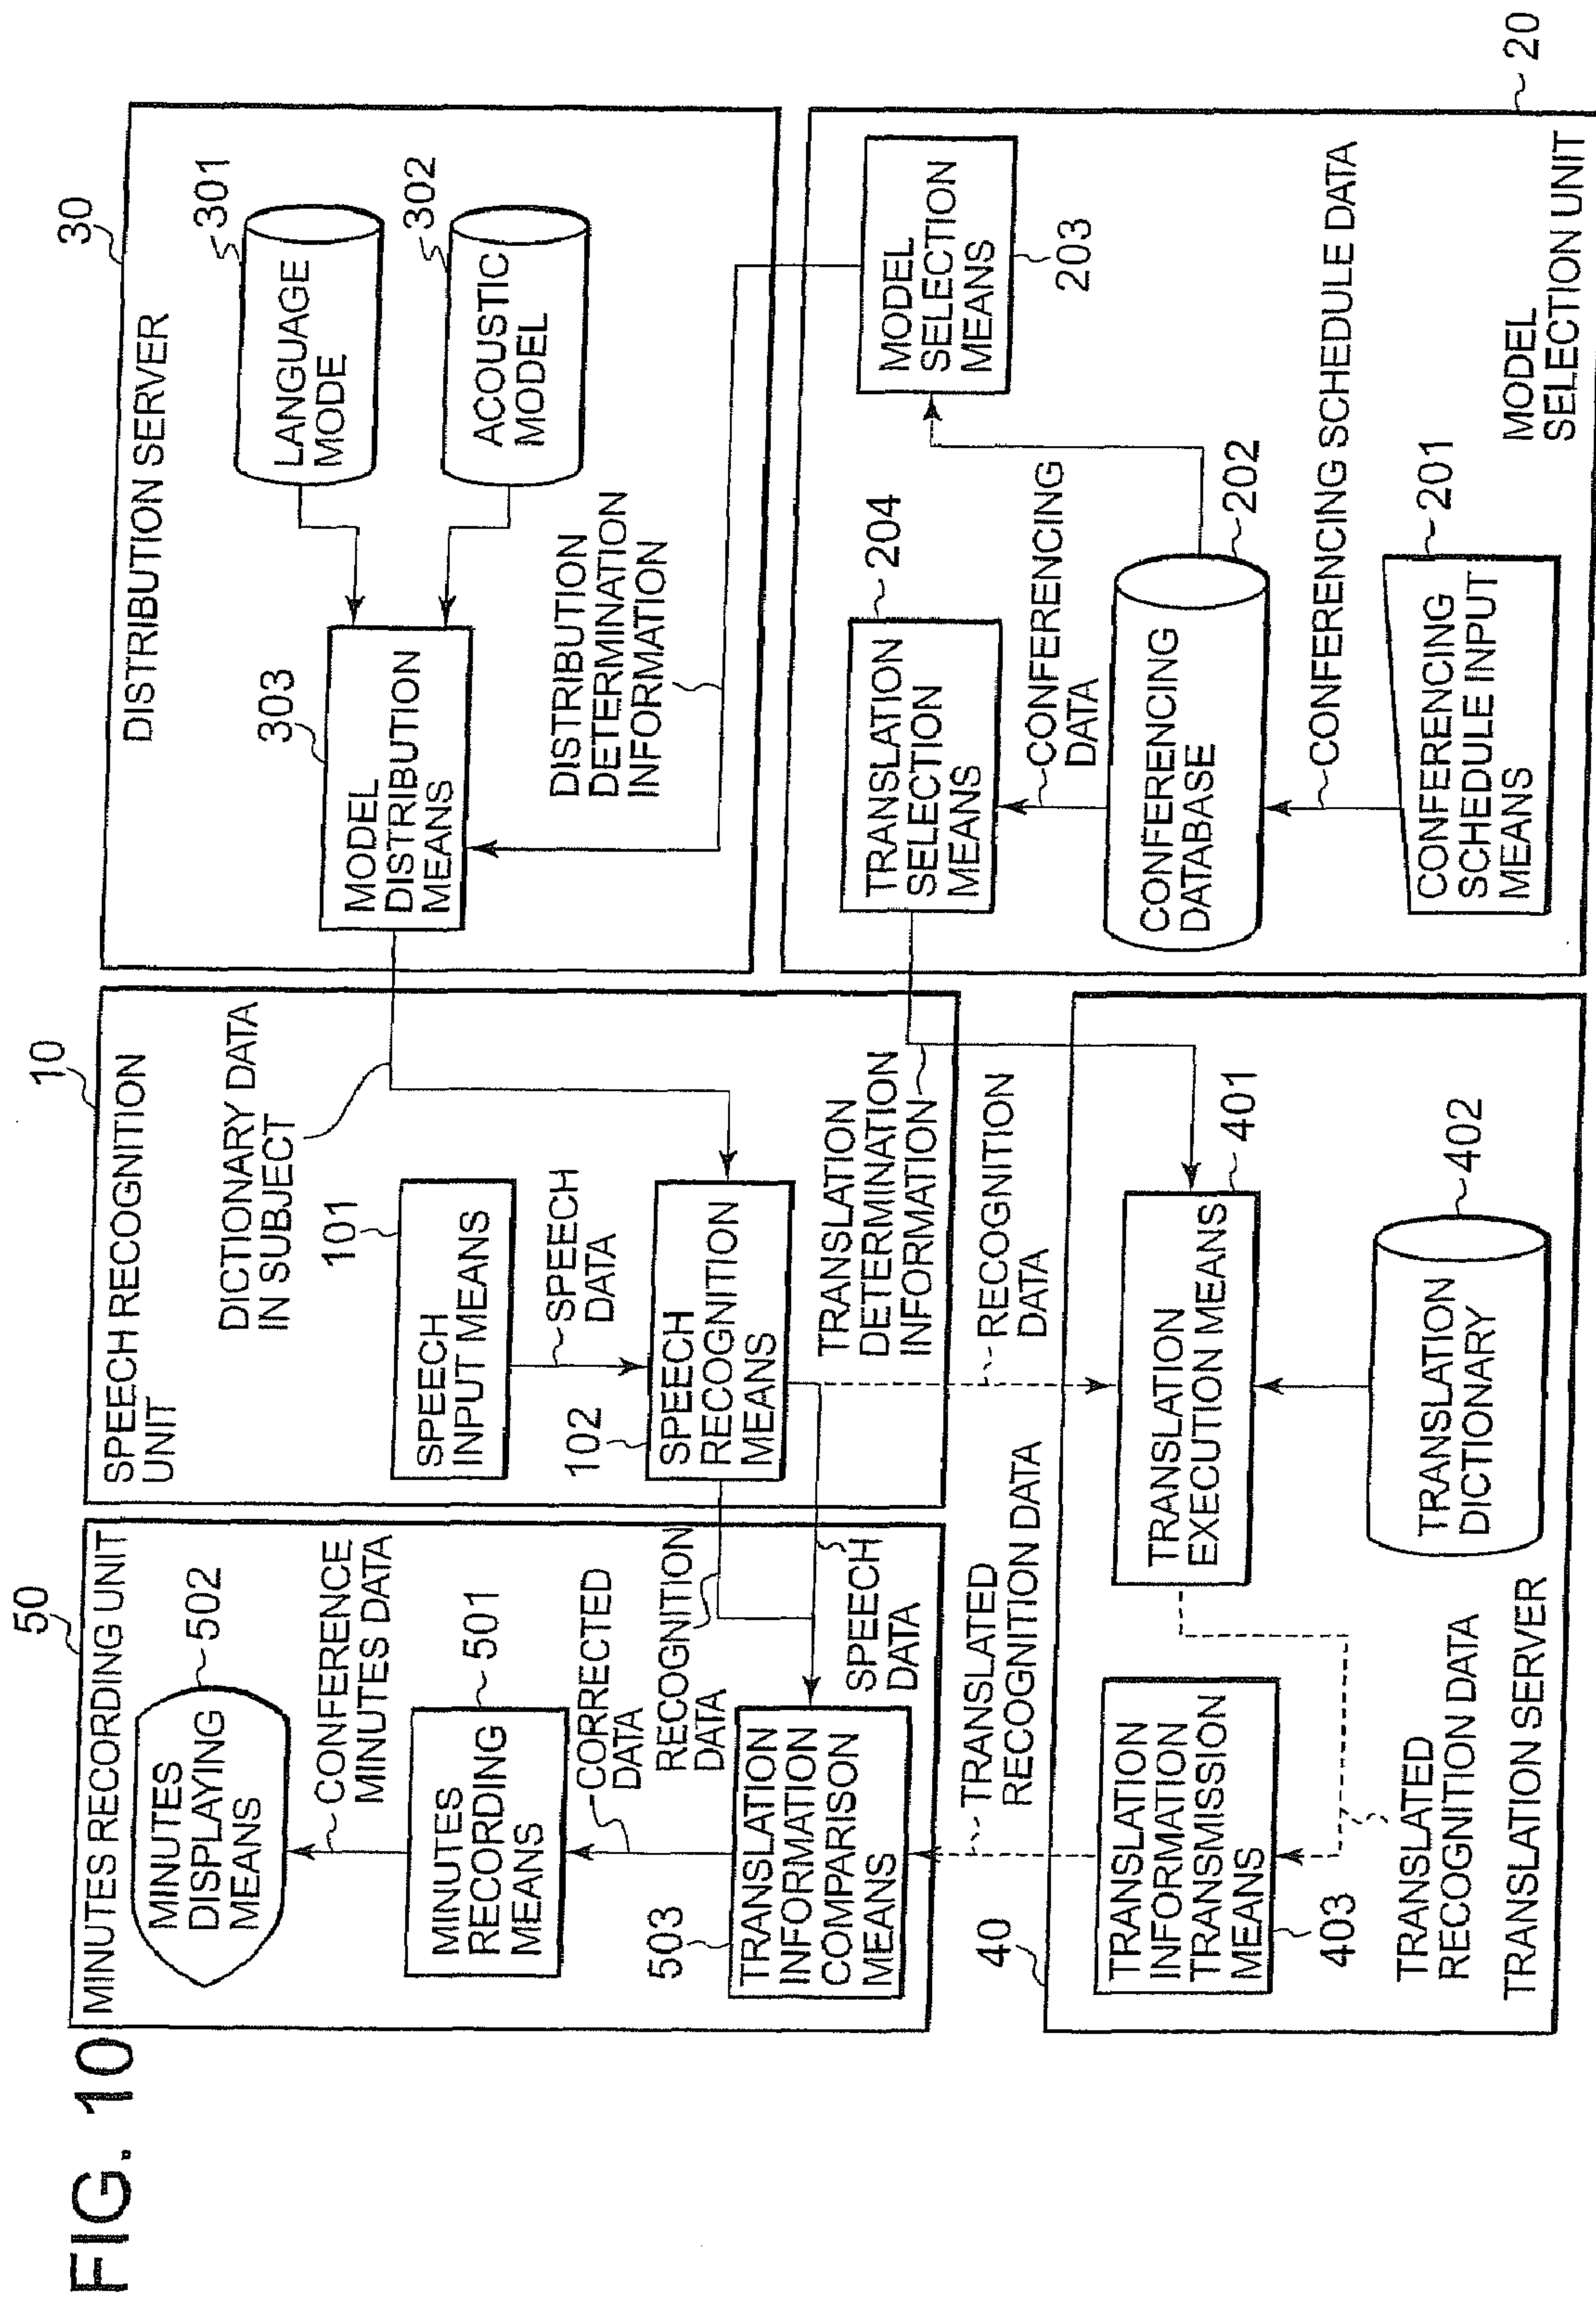 FIG. 10
50
MINUTES RECORDING UNIT
MINUTES
DISPLAYING
MEANS
502
CONFERENCE
MINUTES DATA
MINUTES
RECORDING
MEANS
501
CORRECTED
DATA
RECOGNITION
DATA
503
TRANSLATION
INFORMATION
COMPARISON
MEANS
SPEECH
DATA
10
SPEECH RECOGNITION
UNIT
DICTIONARY DATA
IN SUBJECT
101
SPEECH
INPUT MEANS
SPEECH
DATA
102
SPEECH
RECOGNITION
MEANS
TRANSLATION
DETERMINATION
INFORMATION
RECOGNITION
DATA
30
DISTRIBUTION SERVER
301
LANGUAGE
MODE
302
ACOUSTIC
MODEL
303
MODEL
DISTRIBUTION
MEANS
DISTRIBUTION
DETERMINATION
INFORMATION
TRANSLATED
RECOGNITION DATA
40
TRANSLATION
INFORMATION
TRANSMISSION
MEANS
403
TRANSLATION
EXECUTION MEANS
401
402
TRANSLATION
DICTIONARY
TRANSLATED
RECOGNITION DATA
TRANSLATION SERVER
MODEL
SELECTION
MEANS
203
204
TRANSLATION
SELECTION
MEANS
CONFERENCING
DATA
CONFERENCING
DATABASE
202
CONFERENCING SCHEDULE DATA
201
CONFERENCING
SCHEDULE INPUT
MEANS
MODEL
SELECTION UNIT
20